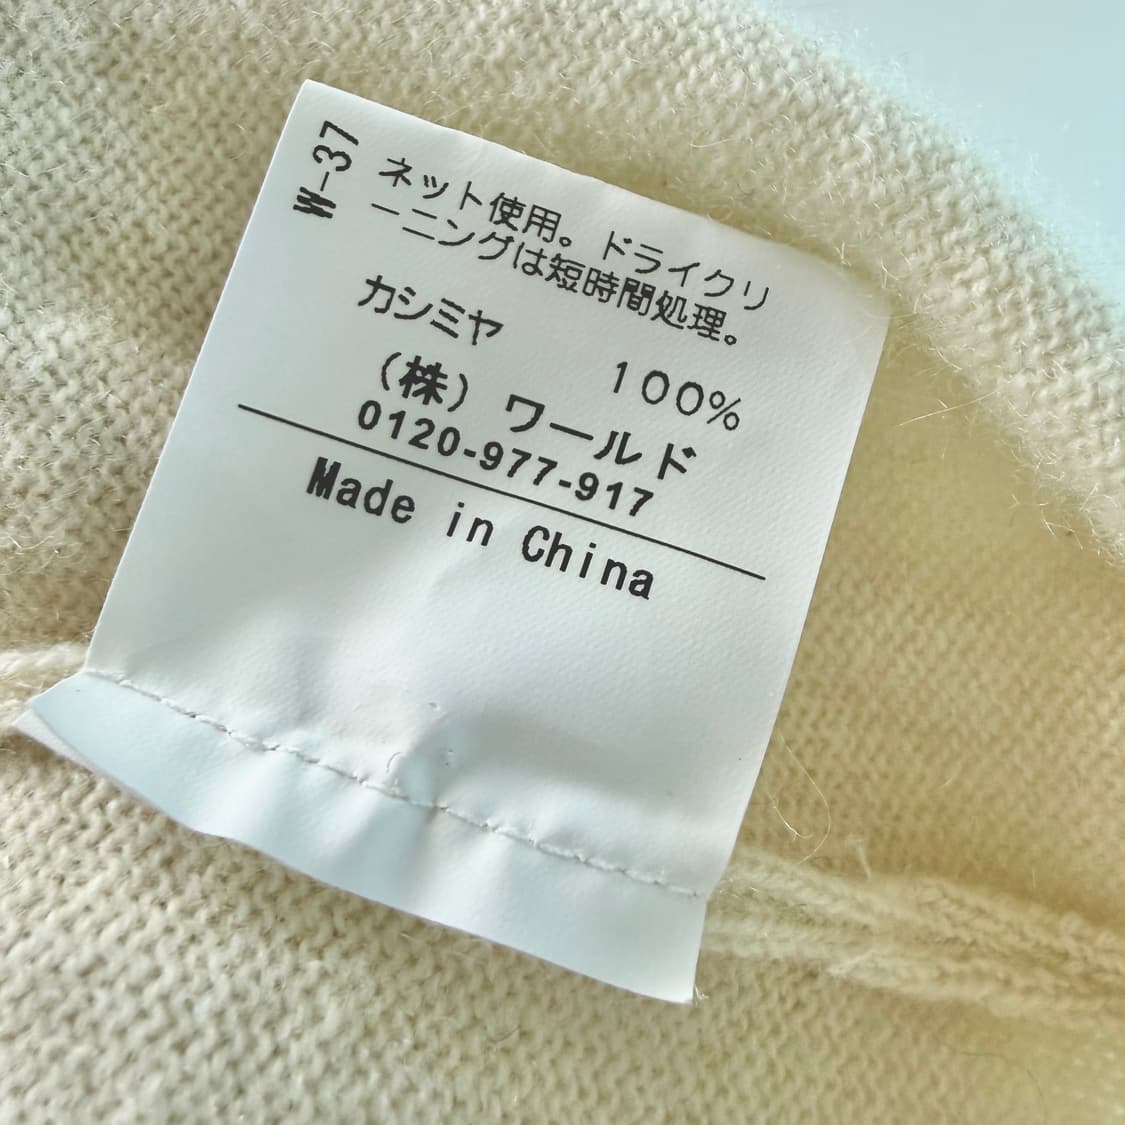 W-37
ネット使用。ドライクリ
ーニングは短時間処理。
カシミヤ 100%
(株)ワールド
0120-977-917
Made in China